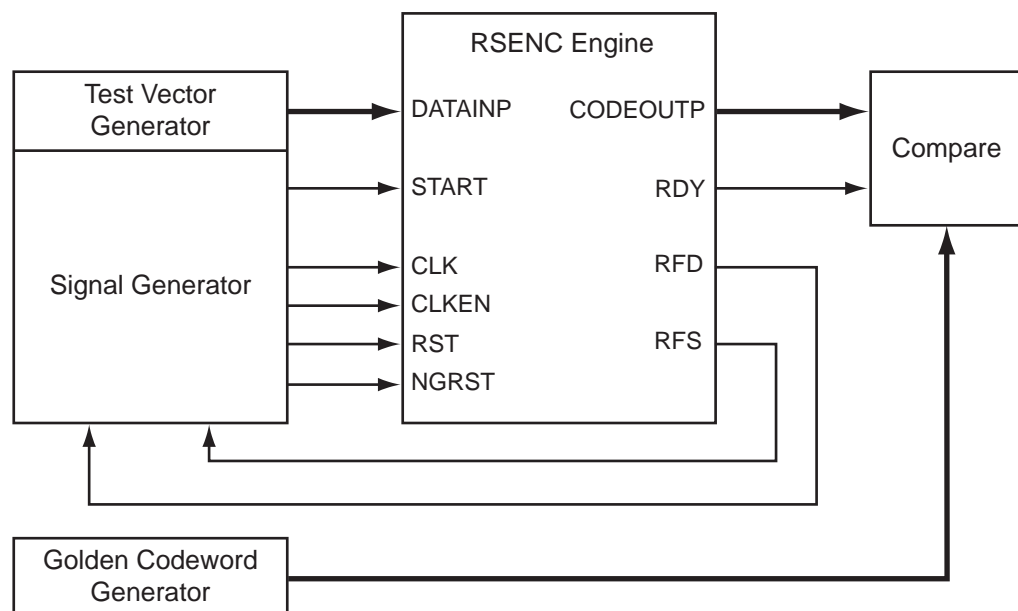 RSENC Engine
Test Vector
Generator
DATAINP
CODEOUTP
Compare
START
RDY
Signal Generator
CLK
RFD
CLKEN
RST
RFS
NGRST
Golden Codeword
Generator